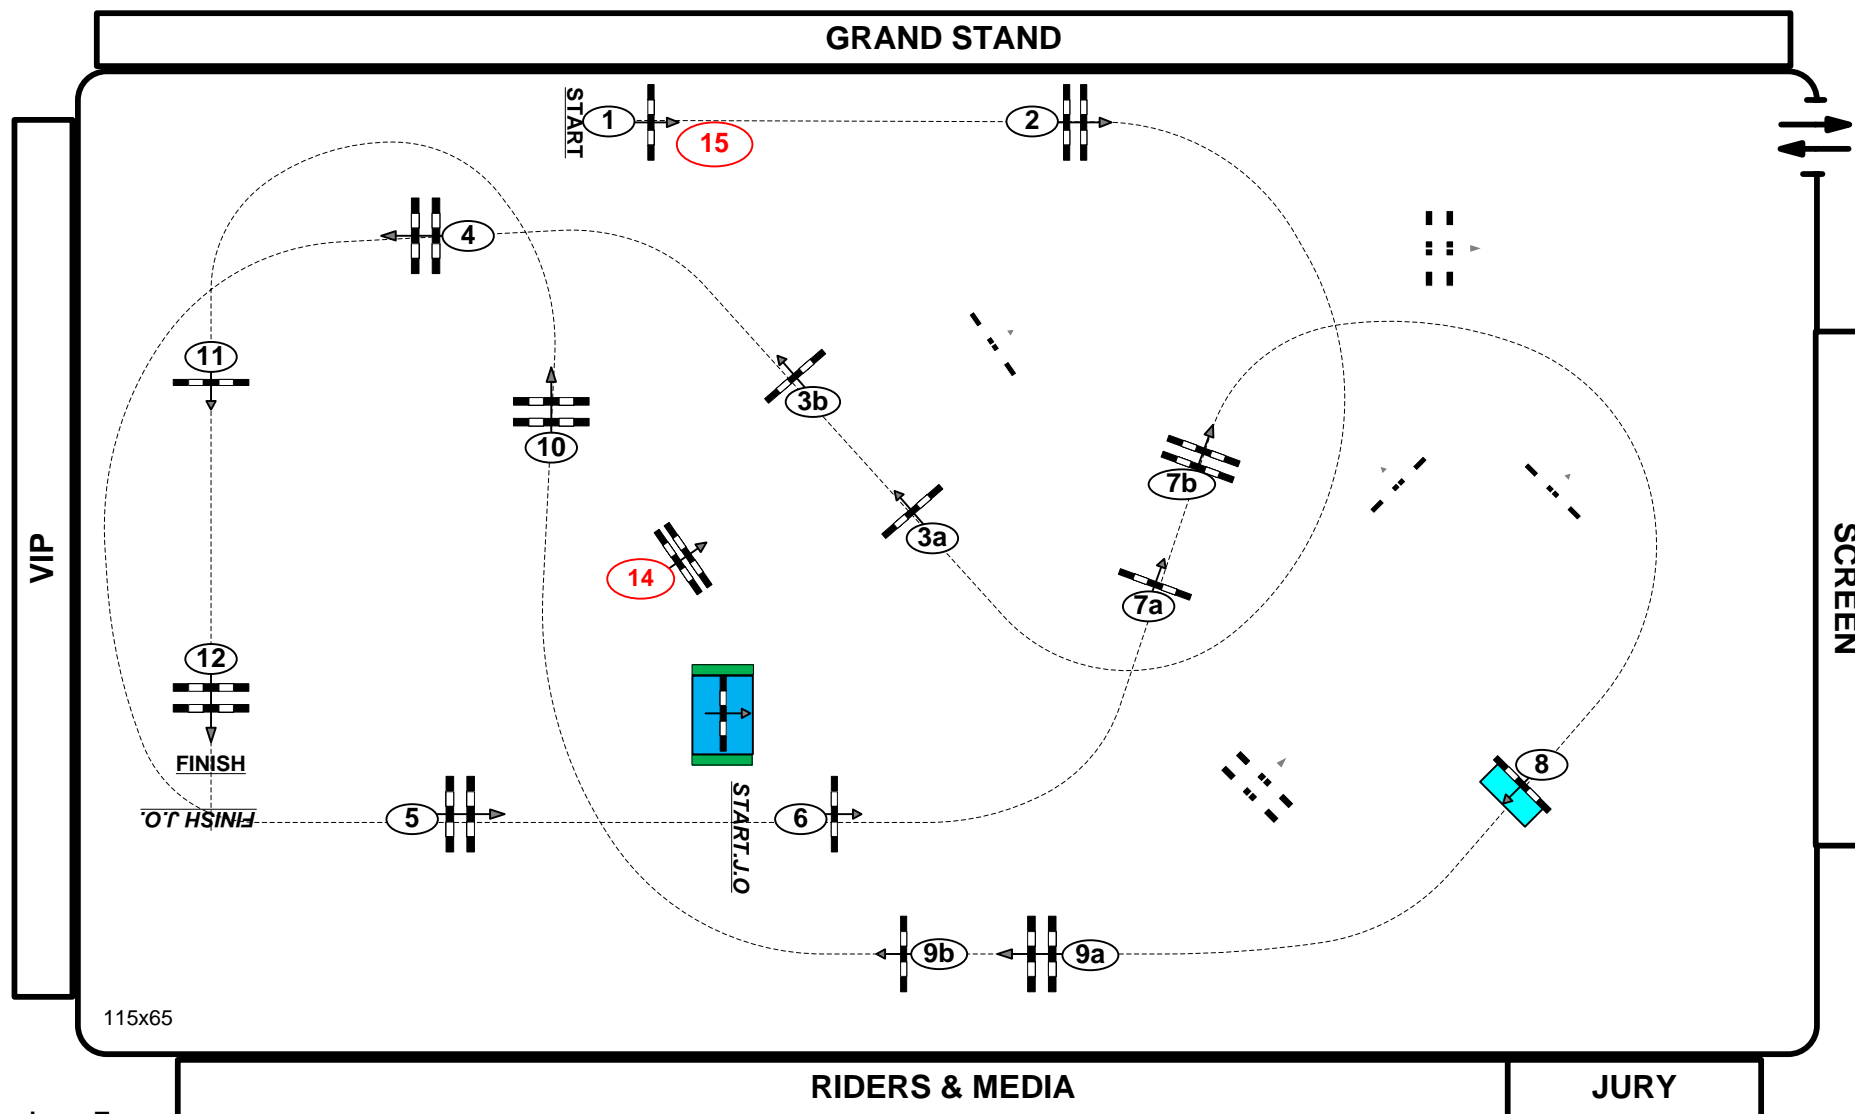 GRAND STAND
START
1
15
2
4
11
3b
10
7b
3a
14
7a
12
8
FINISH
FINISH J.O.
5
START.J.O
6
9b
9a
VIP
SCREEN
115x65
RIDERS & MEDIA
JURY